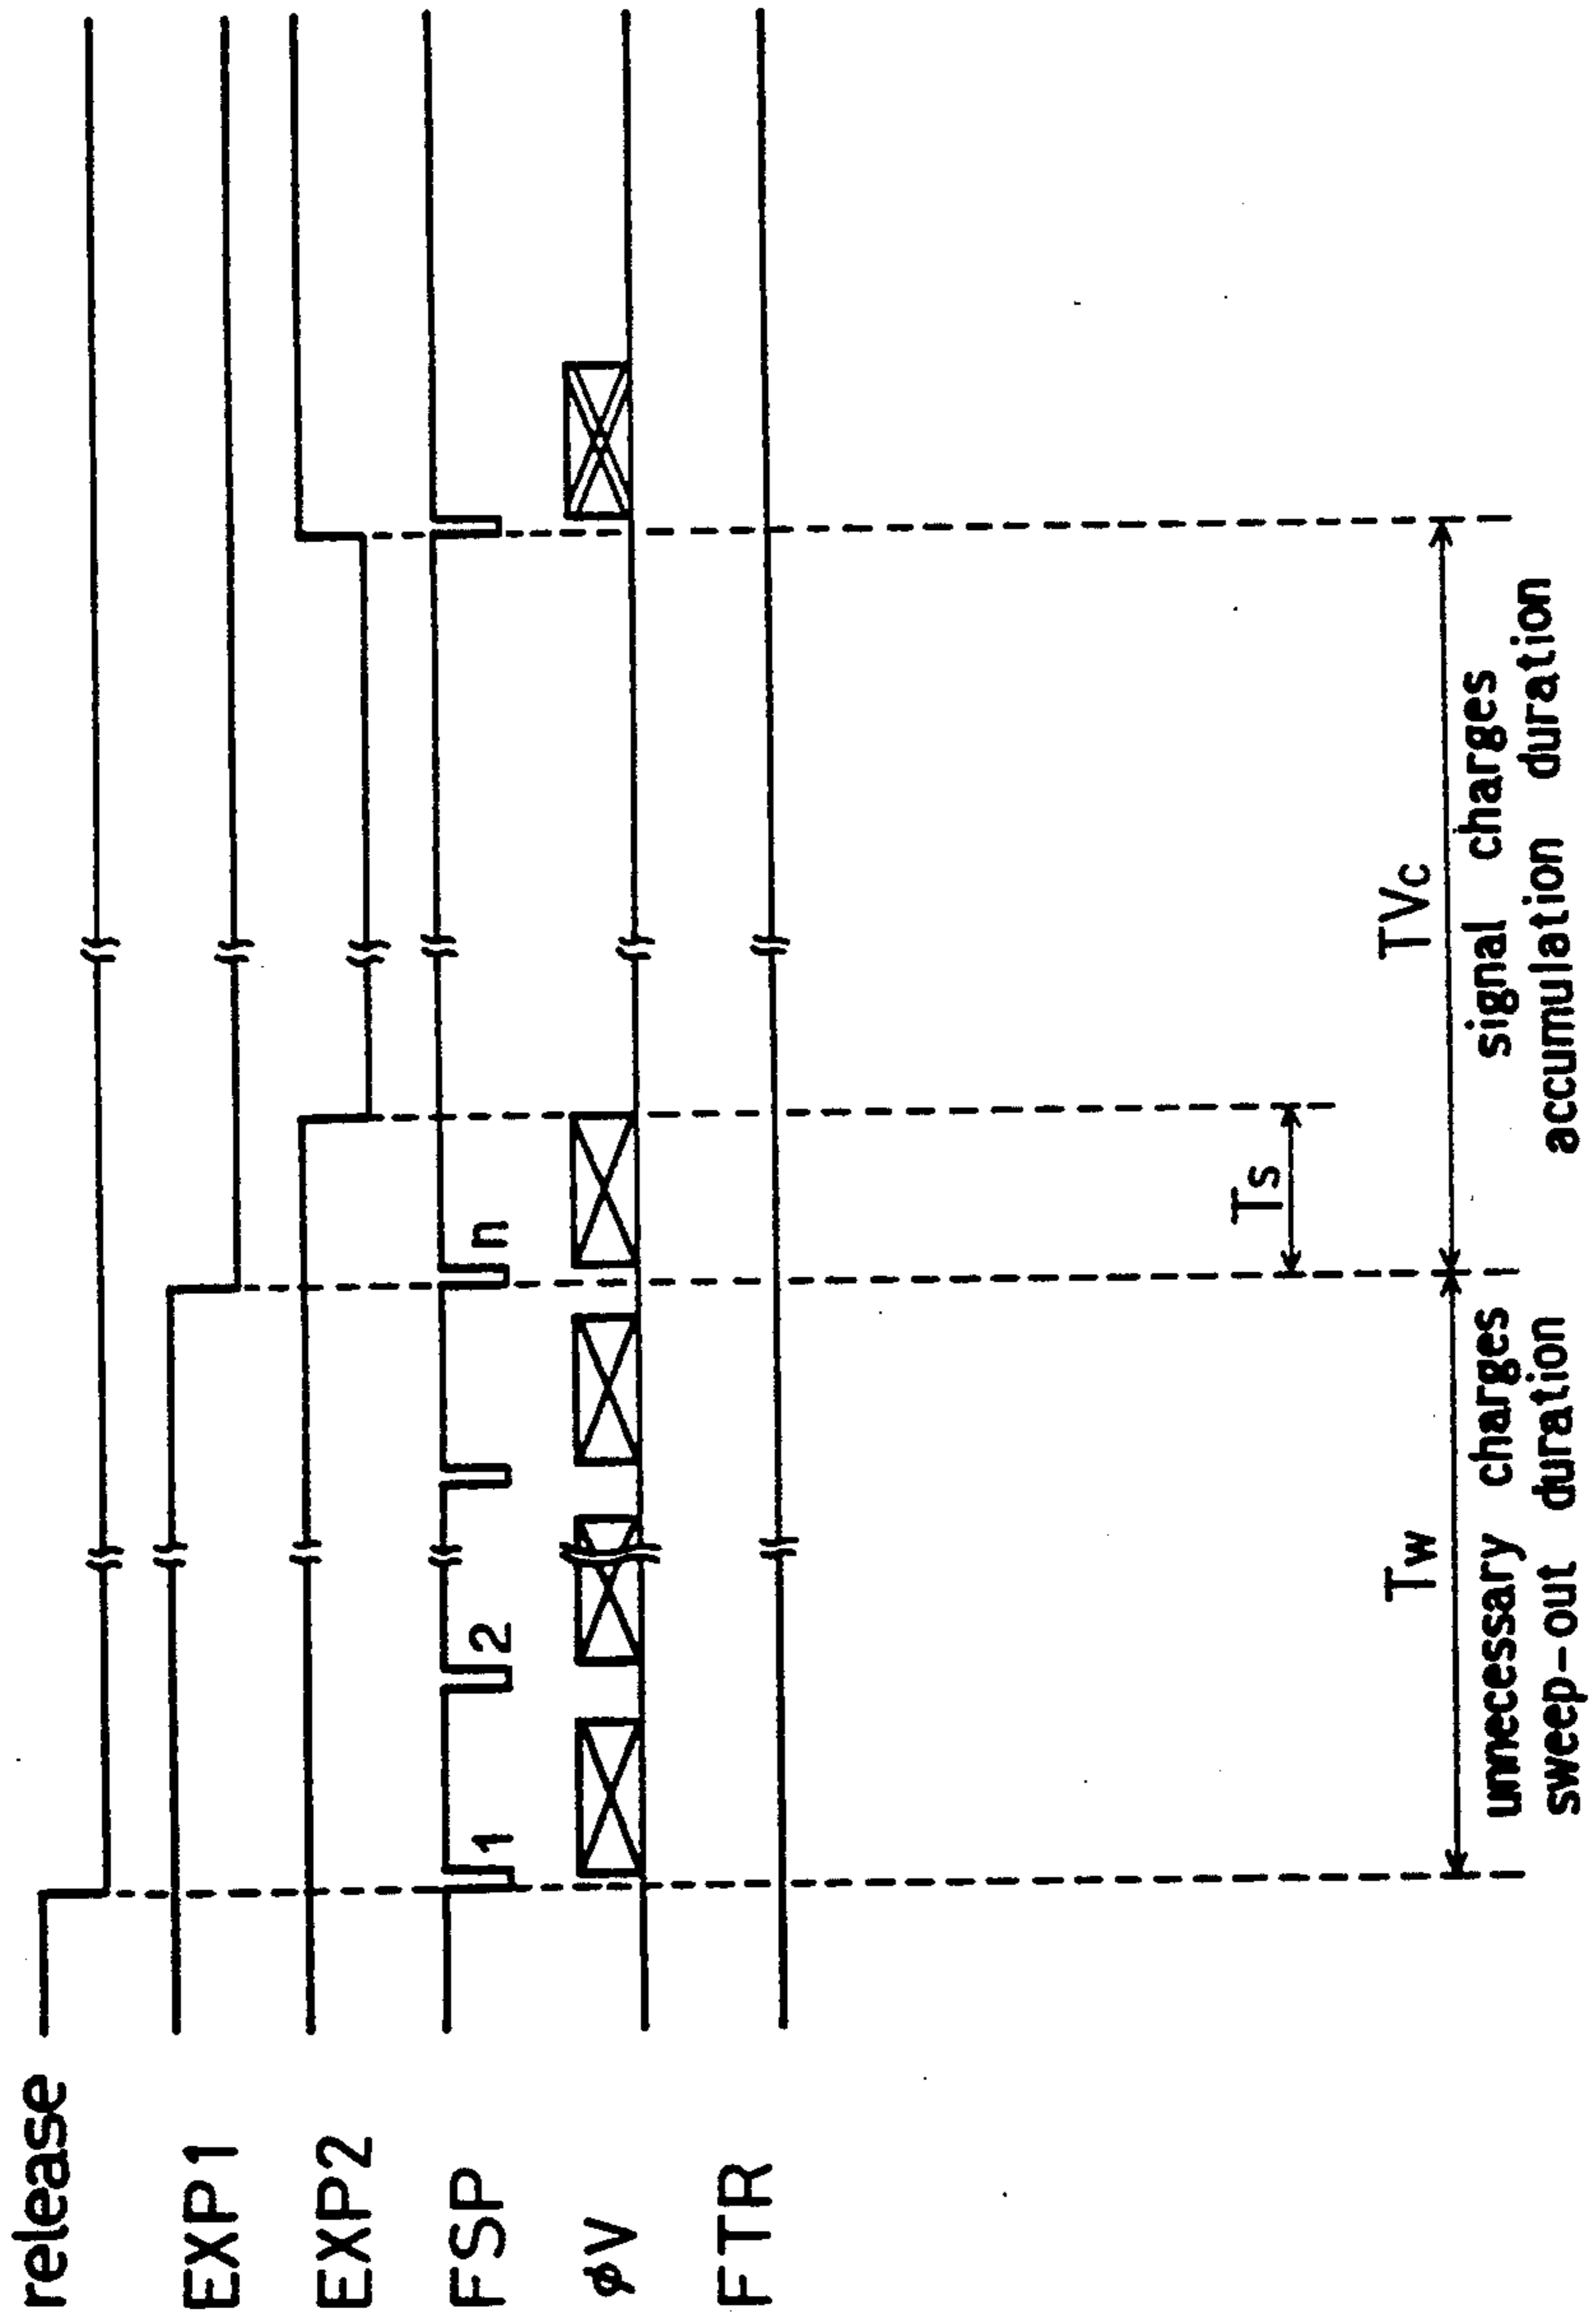 release
EXP1
EXP2
FSP
1
2
n
øV
FTR
Ts
Tw
TVc
unnecessary charges
sweep-out duration
signal charges
accumulation duration